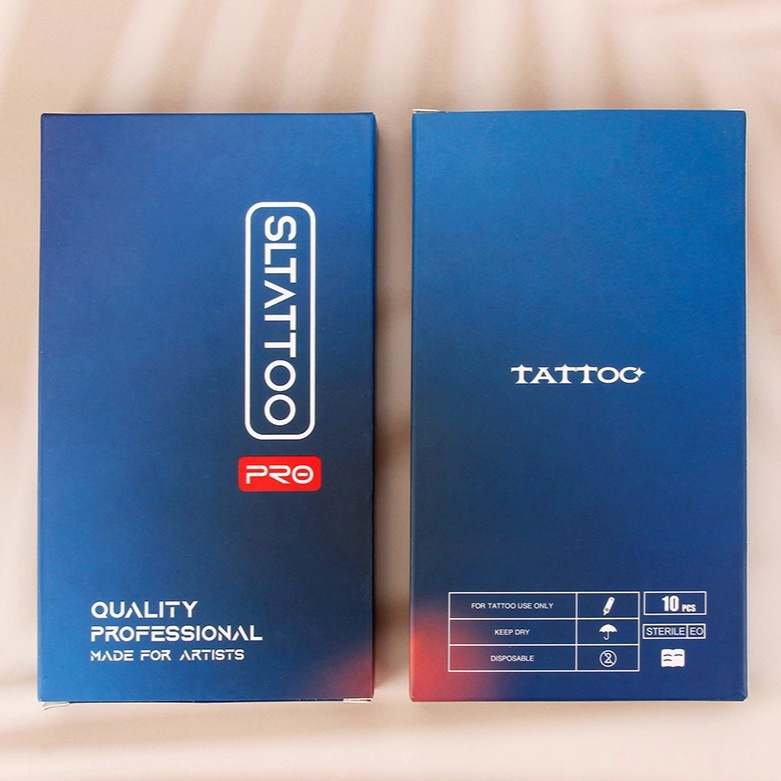 SLTATTOO
PRO
QUALITY
PROFESSIONAL
MADE FOR ARTISTS
TATTOO
FOR TATTOO USE ONLY
KEEP DRY
DISPOSABLE
10 PCS
STERILE EO
2